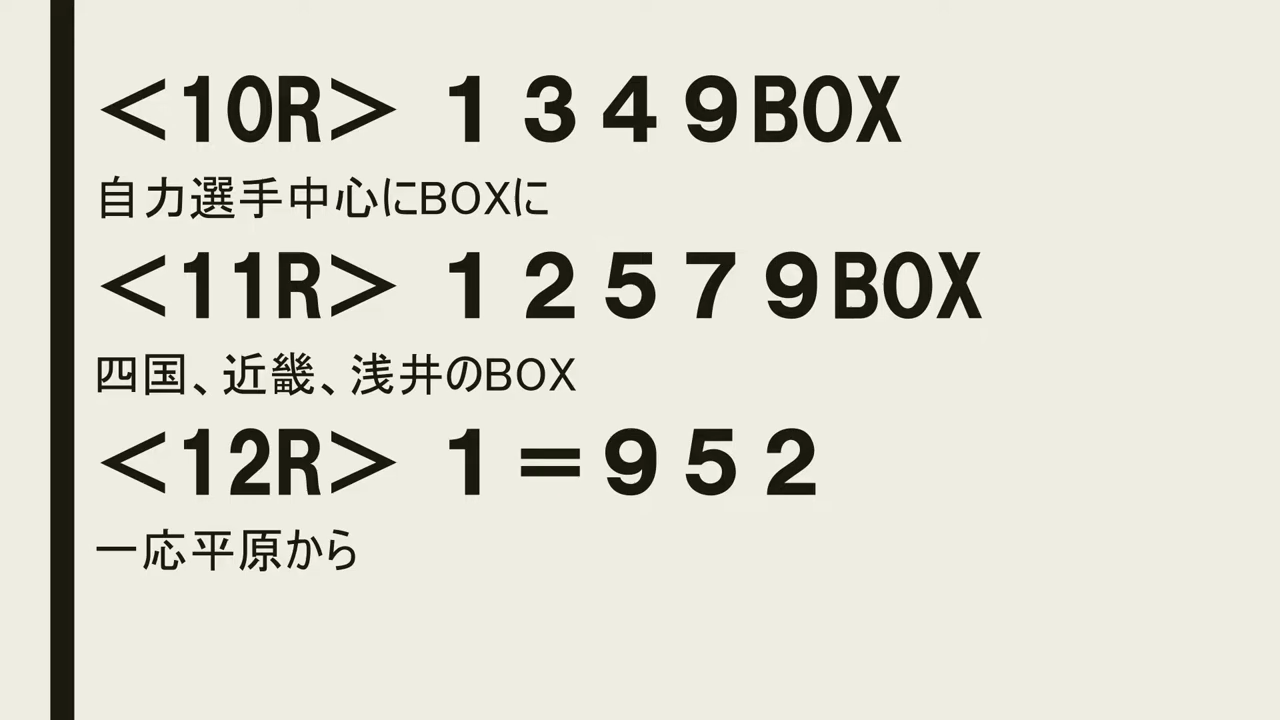 ＜10R＞ １３４９BOX
自力選手中心にBOXに
＜11R＞ １２５７９BOX
四国、近畿、浅井のBOX
＜12R＞ １＝９５２
一応平原から